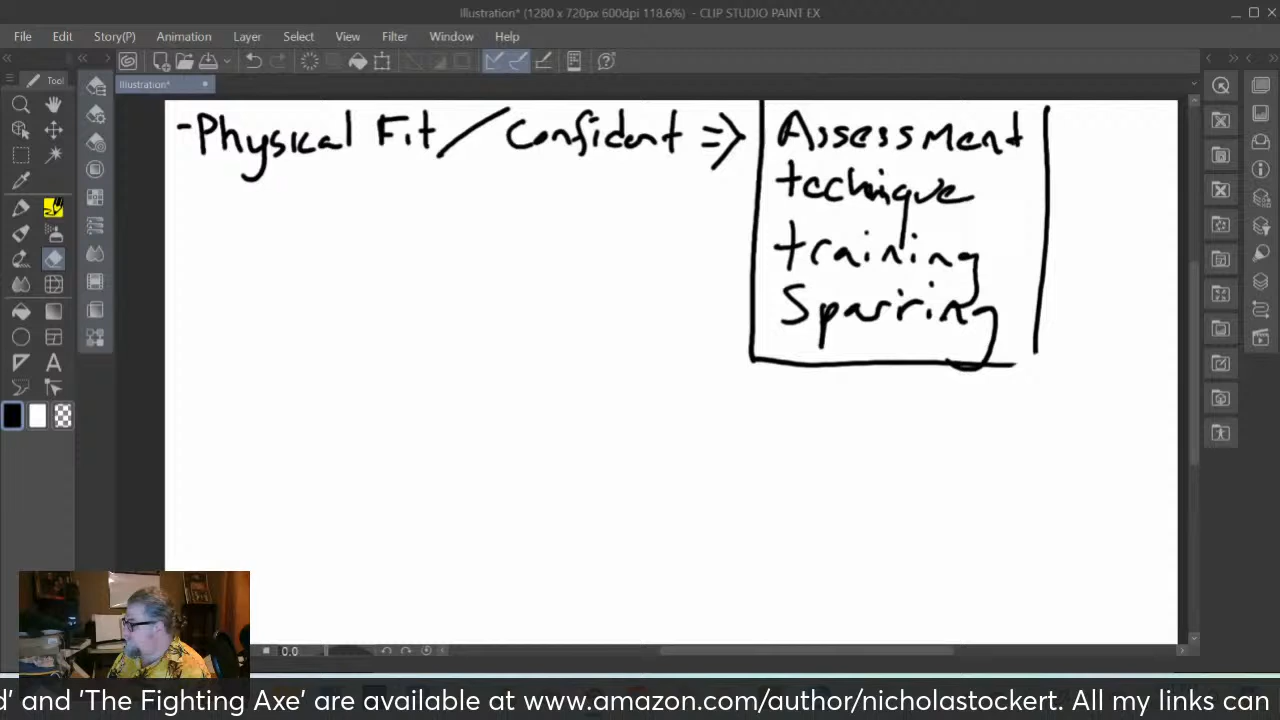 Illustration* (1280 x 720px 600dpi 118.6%) - CLIP STUDIO PAINT EX
File Edit Story(P) Animation Layer Select View Filter Window Help
Tool
Illustration*
-Physical Fit/Confident => Assessment
technique
training
Sparring
0.0
d' and 'The Fighting Axe' are available at www.amazon.com/author/nicholastockert. All my links can